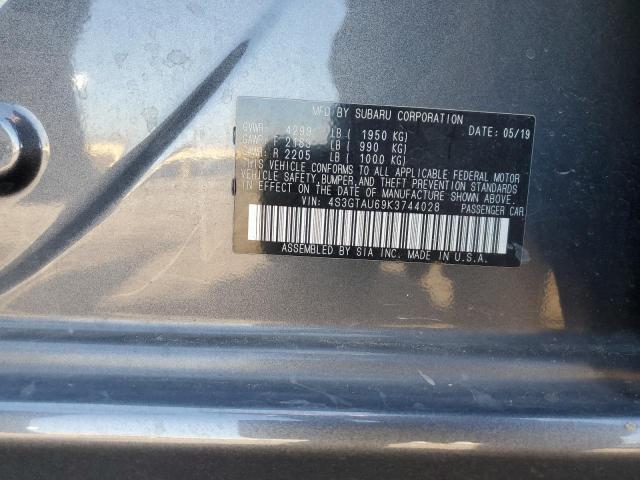 MFD BY SUBARU CORPORATION
DATE: 05/19
GVWR 4299 LB ( 1950 KG)
GAWR: F 2183 LB ( 990 KG)
GAWR: R 2205 LB ( 1000 KG)
THIS VEHICLE CONFORMS TO ALL APPLICABLE FEDERAL MOTOR
VEHICLE SAFETY,BUMPER,AND THEFT PREVENTION STANDARDS
IN EFFECT ON THE DATE OF MANUFACTURE SHOWN ABOVE.
VIN: 4S3GTAU69K3744028
PASSENGER CAR
ASSEMBLED BY SIA INC. MADE IN U.S.A.